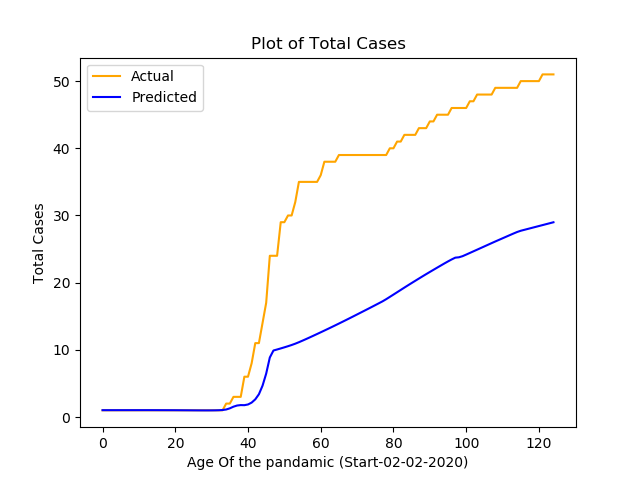 Plot of Total Cases
Actual
Predicted
Total Cases
50
40
30
20
10
0
0 20 40 60 80 100 120
Age Of the pandamic (Start-02-02-2020)